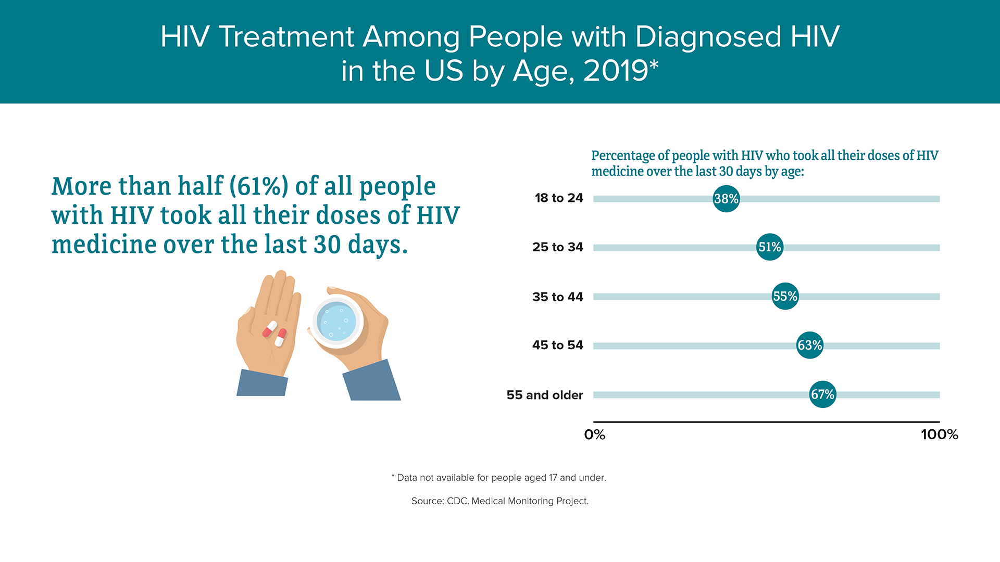 HIV Treatment Among People with Diagnosed HIV
in the US by Age, 2019*
More than half (61%) of all people
with HIV took all their doses of HIV
medicine over the last 30 days.
Percentage of people with HIV who took all their doses of HIV
medicine over the last 30 days by age:
18 to 24 38%
25 to 34 51%
35 to 44 55%
45 to 54 63%
55 and older 67%
0% 100%
* Data not available for people aged 17 and under.
Source: CDC. Medical Monitoring Project.